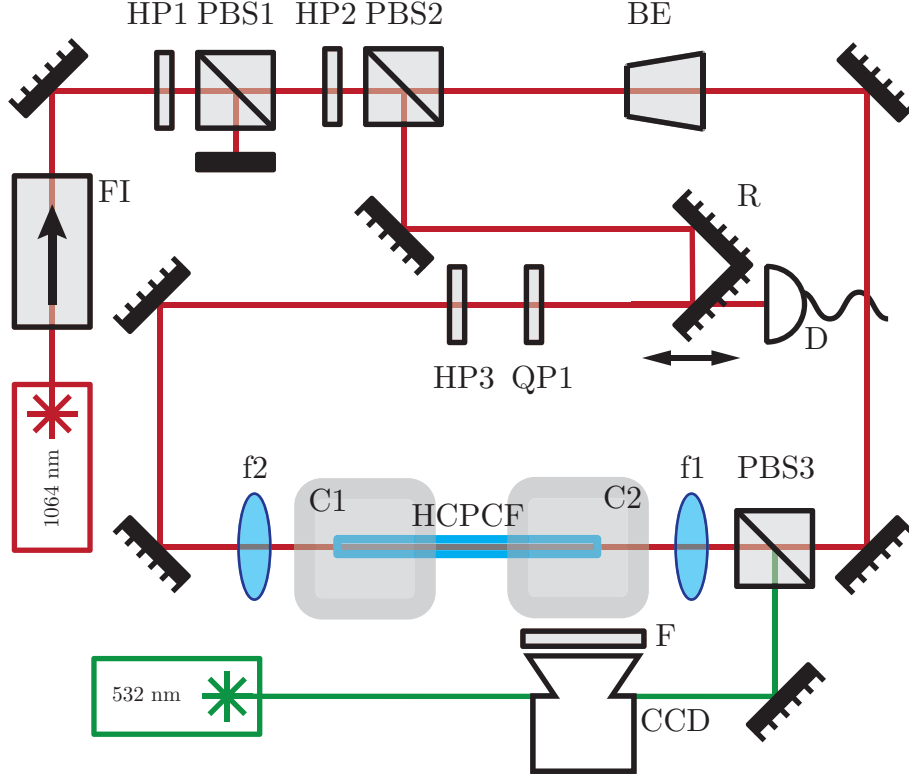 HP1 PBS1 HP2 PBS2 BE
FI
R
D
HP3 QP1
1064 nm
f2
f1
PBS3
C1
C2
HCPCF
F
532 nm
CCD